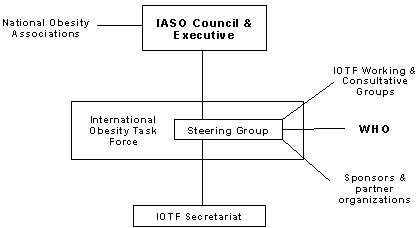 National Obesity
Associations
IASO Council &
Executive
IOTF Working &
Consultative
Groups
International
Obesity Task
Force
Steering Group
WHO
Sponsors &
partner
organizations
IOTF Secretariat